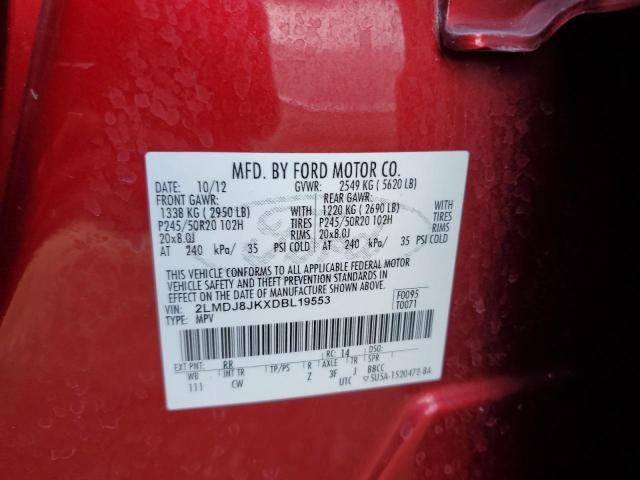 MFD. BY FORD MOTOR CO.
DATE: 10/12 GVWR: 2549 KG ( 5620 LB)
FRONT GAWR: REAR GAWR:
1338 KG ( 2950 LB) WITH 1220 KG ( 2690 LB) WITH
P245/50R20 102H TIRES P245/50R20 102H TIRES
20x8.0J RIMS 20x8.0J RIMS
AT 240 kPa/ 35 PSI COLD AT 240 kPa/ 35 PSI COLD
THIS VEHICLE CONFORMS TO ALL APPLICABLE FEDERAL MOTOR
VEHICLE SAFETY AND THEFT PREVENTION STANDARDS IN
EFFECT ON THE DATE OF MANUFACTURE SHOWN ABOVE.
VIN: 2LMDJ8JKXDBL19553 F0095
TYPE: MPV T0071
EXT PNT: RR RC: 14 DSO:
WB INT TR TP/PS R AXLE TR SPR
111 CW Z 3F J BBCC
UTC 5U5A-1520472-BA